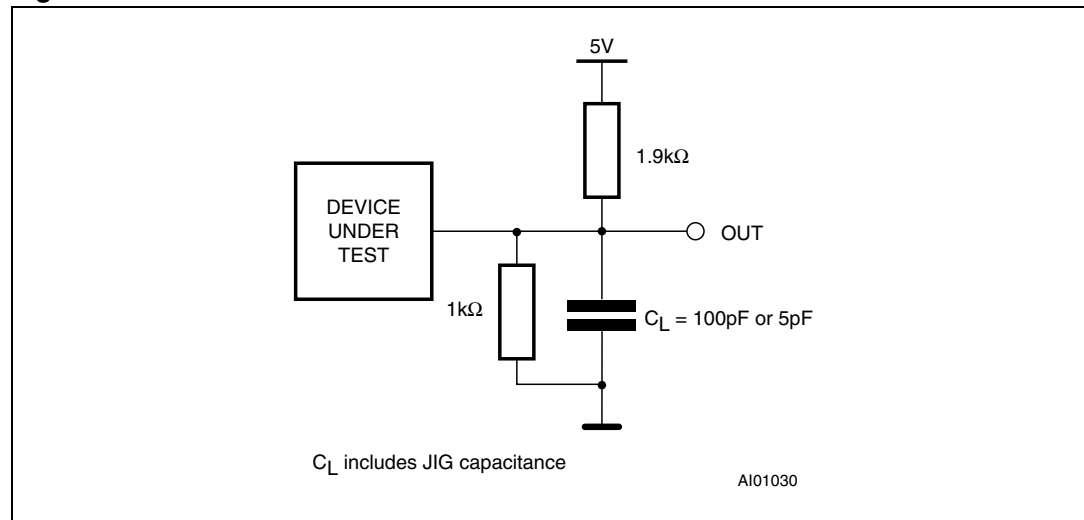 5V
1.9kΩ
DEVICE
UNDER
TEST
OUT
1kΩ
CL = 100pF or 5pF
CL includes JIG capacitance
AI01030